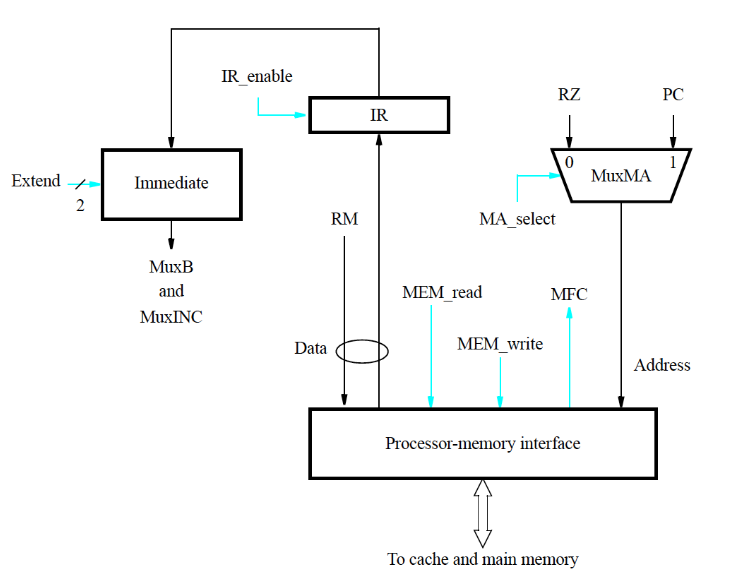 IR_enable
IR
RZ
PC
0
1
MuxMA
Extend
2
Immediate
RM
MA_select
MuxB
and
MuxINC
MEM_read
MFC
Data
MEM_write
Address
Processor-memory interface
To cache and main memory